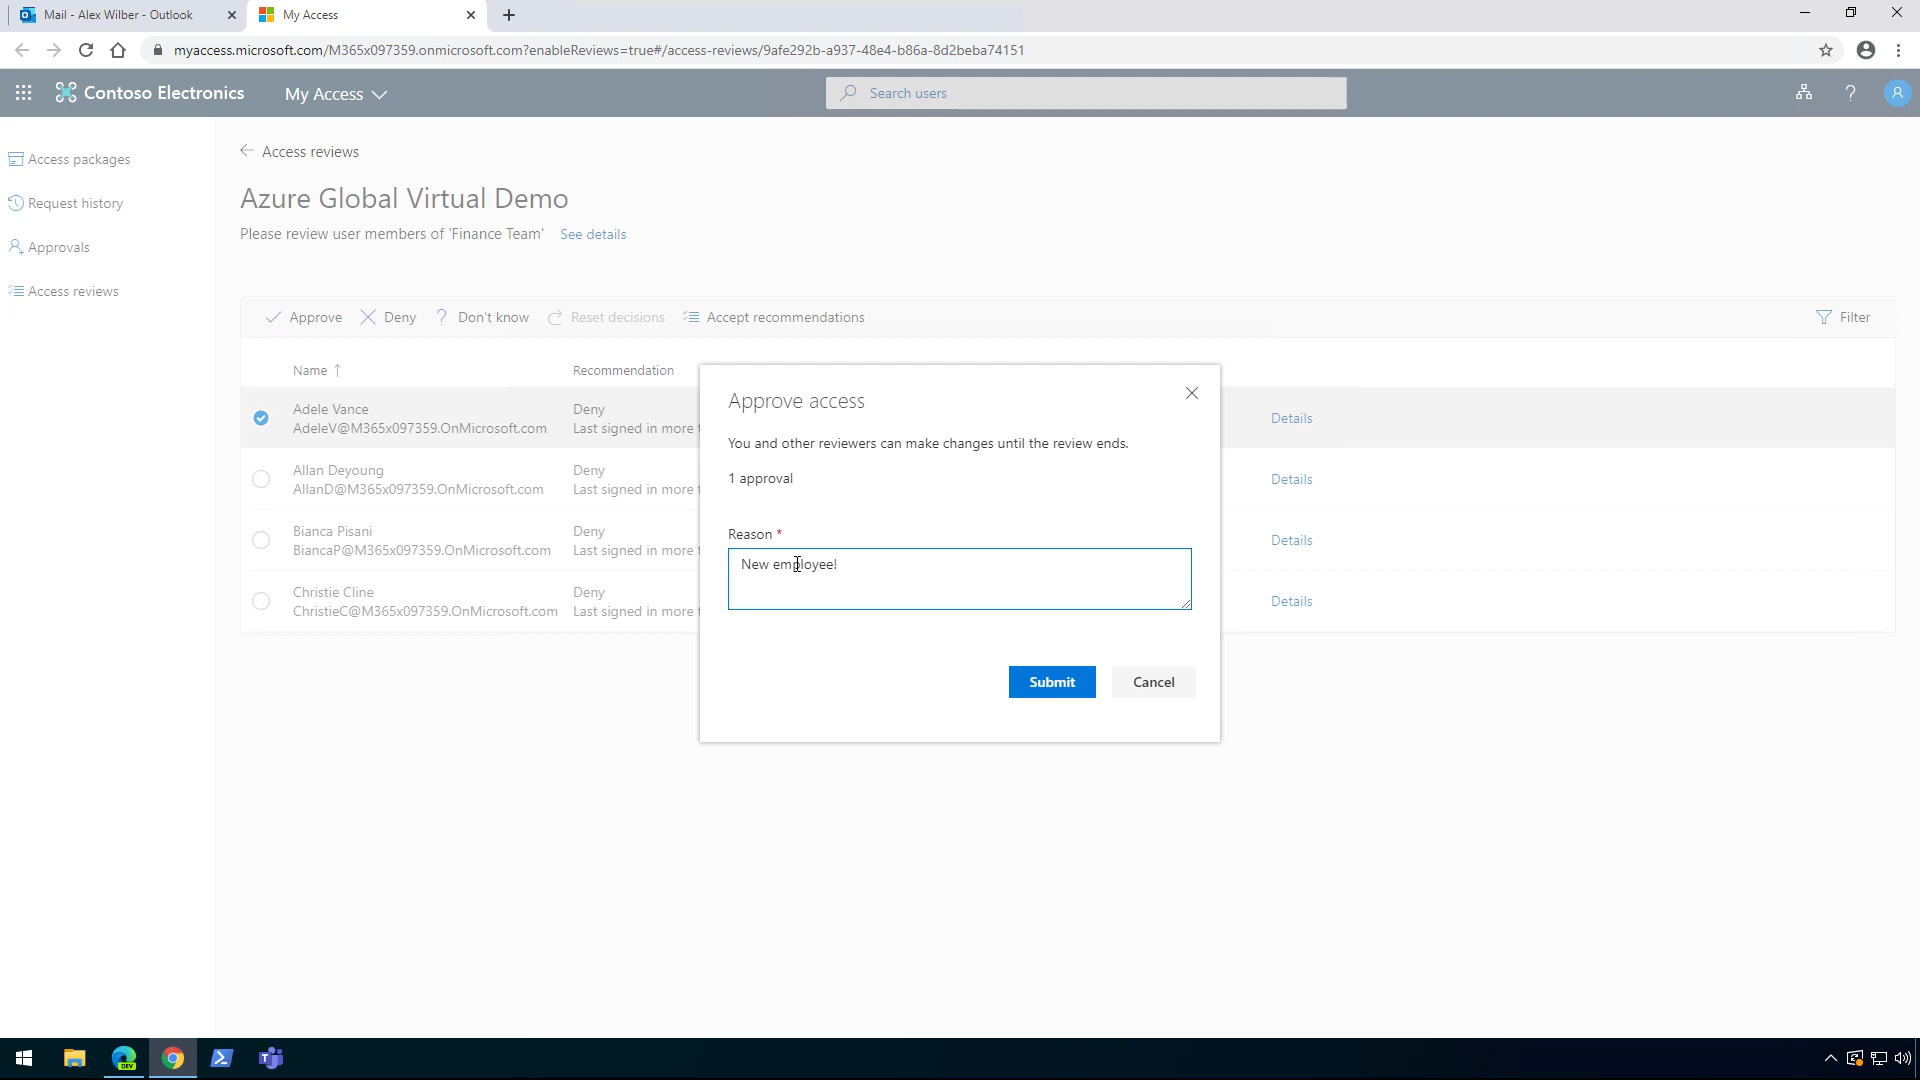 Mail - Alex Wilber - Outlook
My Access
myaccess.microsoft.com/M365x097359.onmicrosoft.com?enableReviews=true#/access-reviews/9afe292b-a937-48e4-b86a-8d2beba74151
Contoso Electronics
My Access
Search users
?
A
Access packages
Request history
Approvals
Access reviews
Access reviews
Azure Global Virtual Demo
Please review user members of 'Finance Team' See details
Approve
Deny
? Don't know
Reset decisions
Accept recommendations
Filter
Name ↑
Recommendation
Adele Vance
AdeleV@M365x097359.OnMicrosoft.com
Deny
Last signed in more t
Details
Allan Deyoung
AllanD@M365x097359.OnMicrosoft.com
Deny
Last signed in more t
Details
Bianca Pisani
BiancaP@M365x097359.OnMicrosoft.com
Deny
Last signed in more t
Details
Christie Cline
ChristieC@M365x097359.OnMicrosoft.com
Deny
Last signed in more t
Details
Approve access
You and other reviewers can make changes until the review ends.
1 approval
Reason *
New employee!
Submit
Cancel
DEV